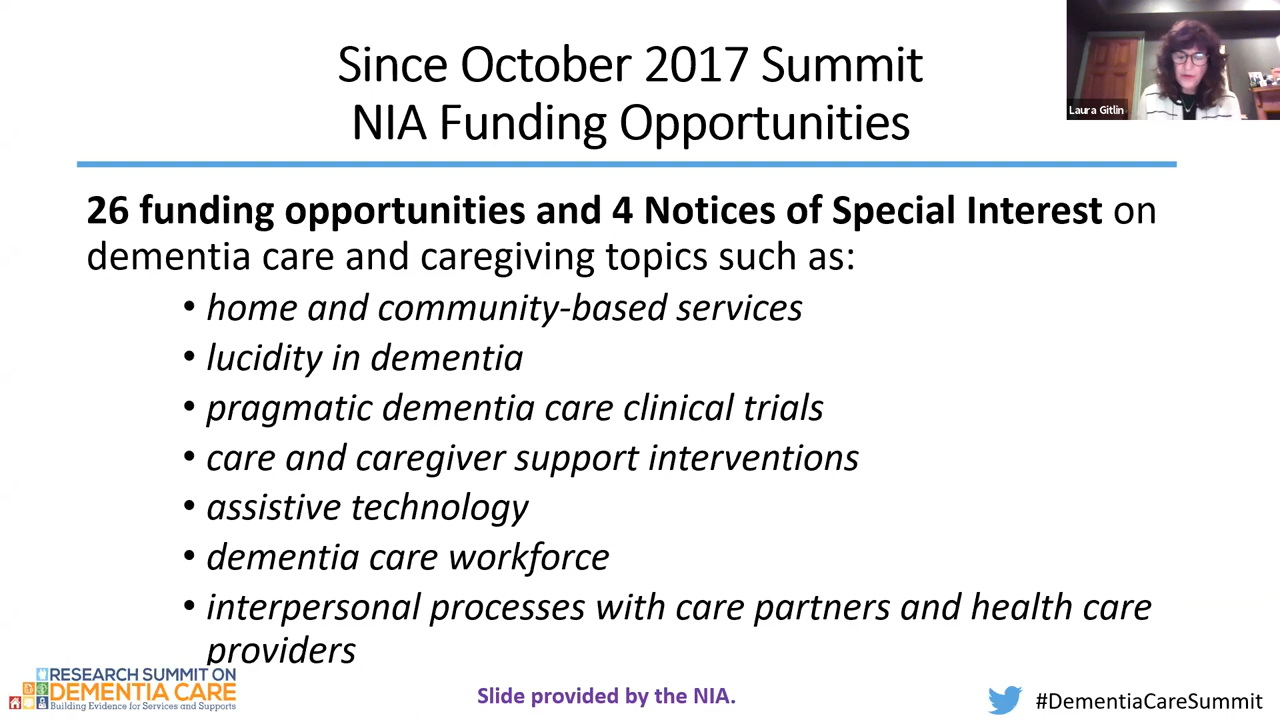 Since October 2017 Summit
NIA Funding Opportunities
Laura Gitlin
26 funding opportunities and 4 Notices of Special Interest on
dementia care and caregiving topics such as:
• home and community-based services
• lucidity in dementia
• pragmatic dementia care clinical trials
• care and caregiver support interventions
• assistive technology
• dementia care workforce
• interpersonal processes with care partners and health care
providers
RESEARCH SUMMIT ON
DEMENTIA CARE
Building Evidence for Services and Supports
Slide provided by the NIA.
#DementiaCareSummit